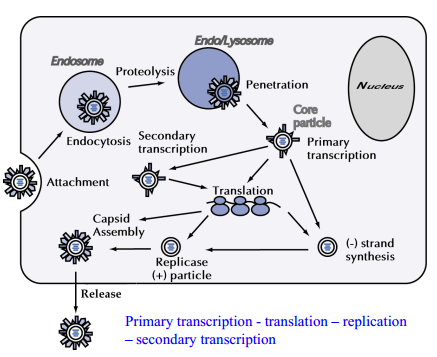 Endo/Lysosome
Endosome
Proteolysis
Nucleus
Penetration
Core
particle
Endocytosis
Secondary
transcription
Primary
transcription
Attachment
Translation
Capsid
Assembly
(-) strand
synthesis
Replicase
(+) particle
Release
Primary transcription - translation – replication
– secondary transcription